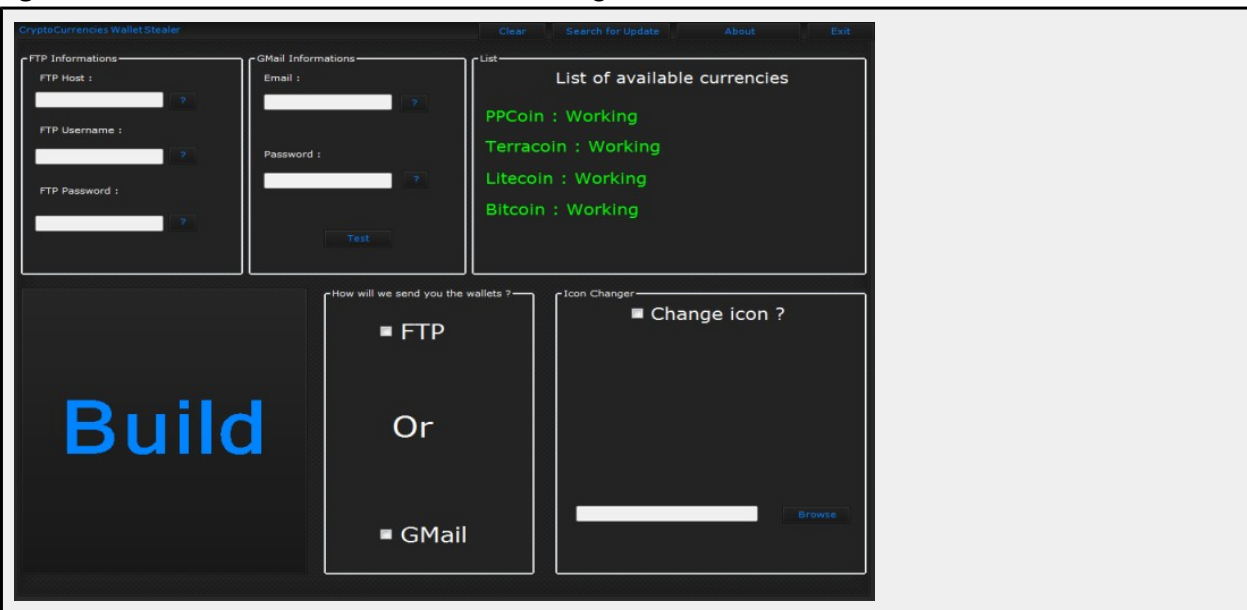 CryptoCurrencies Wallet Stealer
Clear
Search for Update
About
Exit
FTP Informations
FTP Host :
?
FTP Username :
?
FTP Password :
?
GMail Informations
Email :
?
Password :
?
Test
List
List of available currencies
PPCoin : Working
Terracoin : Working
Litecoin : Working
Bitcoin : Working
Build
How will we send you the wallets ?
FTP
Or
GMail
Icon Changer
Change icon ?
Browse